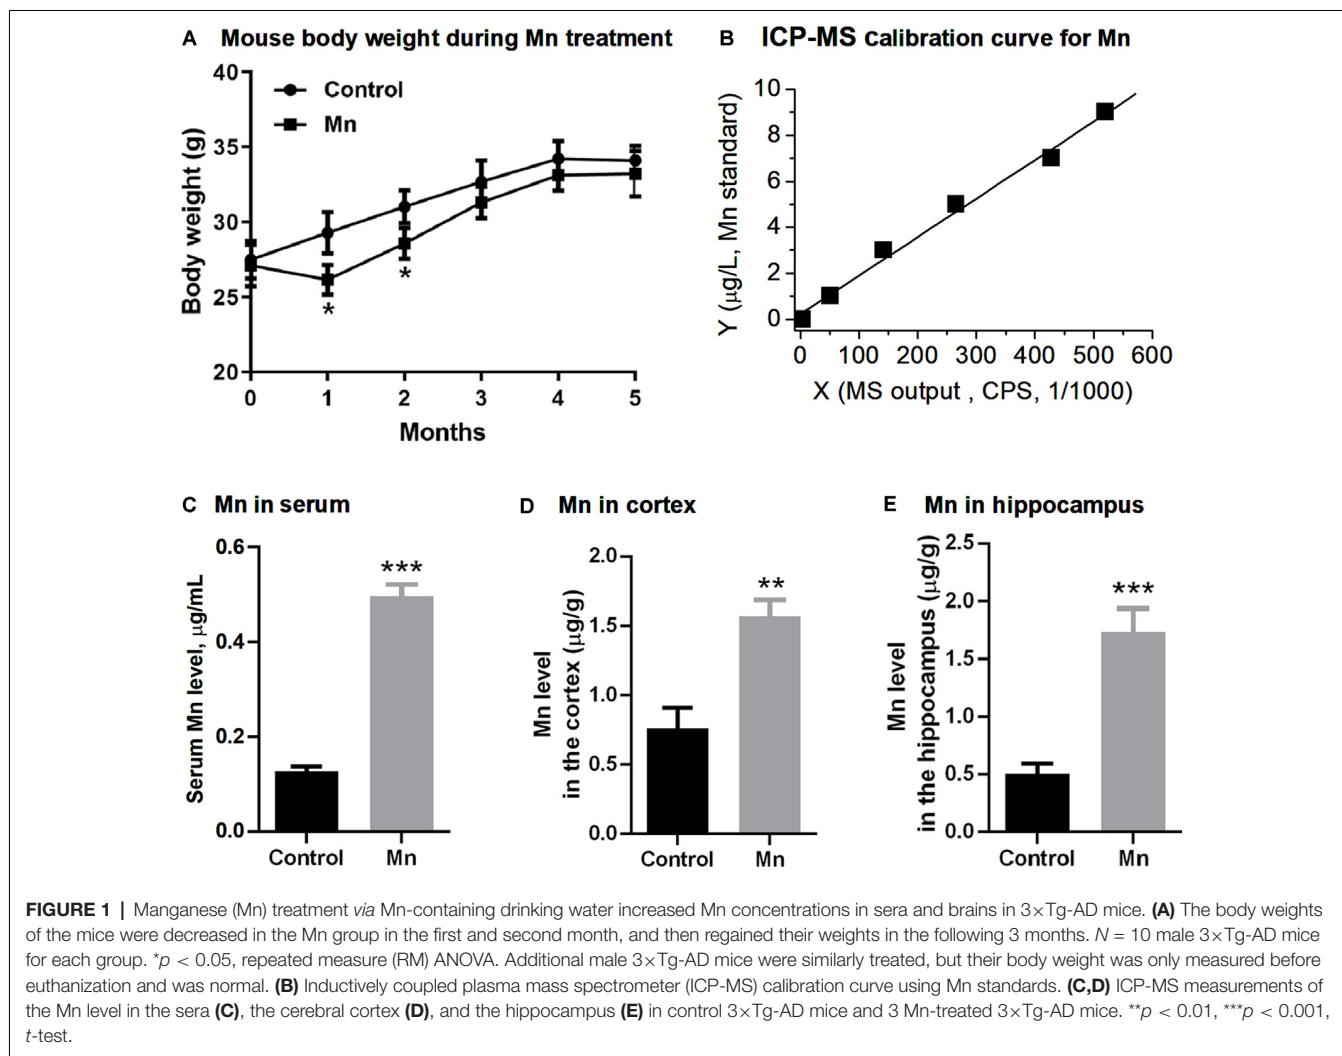 A Mouse body weight during Mn treatment
40
35
30
25
20
Body weight (g)
Control
Mn
*
*
0 1 2 3 4 5
Months
B ICP-MS calibration curve for Mn
10
8
6
4
2
0
Y (μg/L, Mn standard)
0 100 200 300 400 500 600
X (MS output , CPS, 1/1000)
C Mn in serum
0.6
0.4
0.2
0.0
Serum Mn level, μg/mL
***
Control Mn
D Mn in cortex
2.0
1.5
1.0
0.5
0.0
Mn level
in the cortex (μg/g)
**
Control Mn
E Mn in hippocampus
2.5
2.0
1.5
1.0
0.5
0.0
Mn level
in the hippocampus (μg/g)
***
Control Mn
FIGURE 1 | Manganese (Mn) treatment via Mn-containing drinking water increased Mn concentrations in sera and brains in 3×Tg-AD mice. (A) The body weights
of the mice were decreased in the Mn group in the first and second month, and then regained their weights in the following 3 months. N = 10 male 3×Tg-AD mice
for each group. *p < 0.05, repeated measure (RM) ANOVA. Additional male 3×Tg-AD mice were similarly treated, but their body weight was only measured before
euthanization and was normal. (B) Inductively coupled plasma mass spectrometer (ICP-MS) calibration curve using Mn standards. (C,D) ICP-MS measurements of
the Mn level in the sera (C), the cerebral cortex (D), and the hippocampus (E) in control 3×Tg-AD mice and 3 Mn-treated 3×Tg-AD mice. **p < 0.01, ***p < 0.001,
t-test.